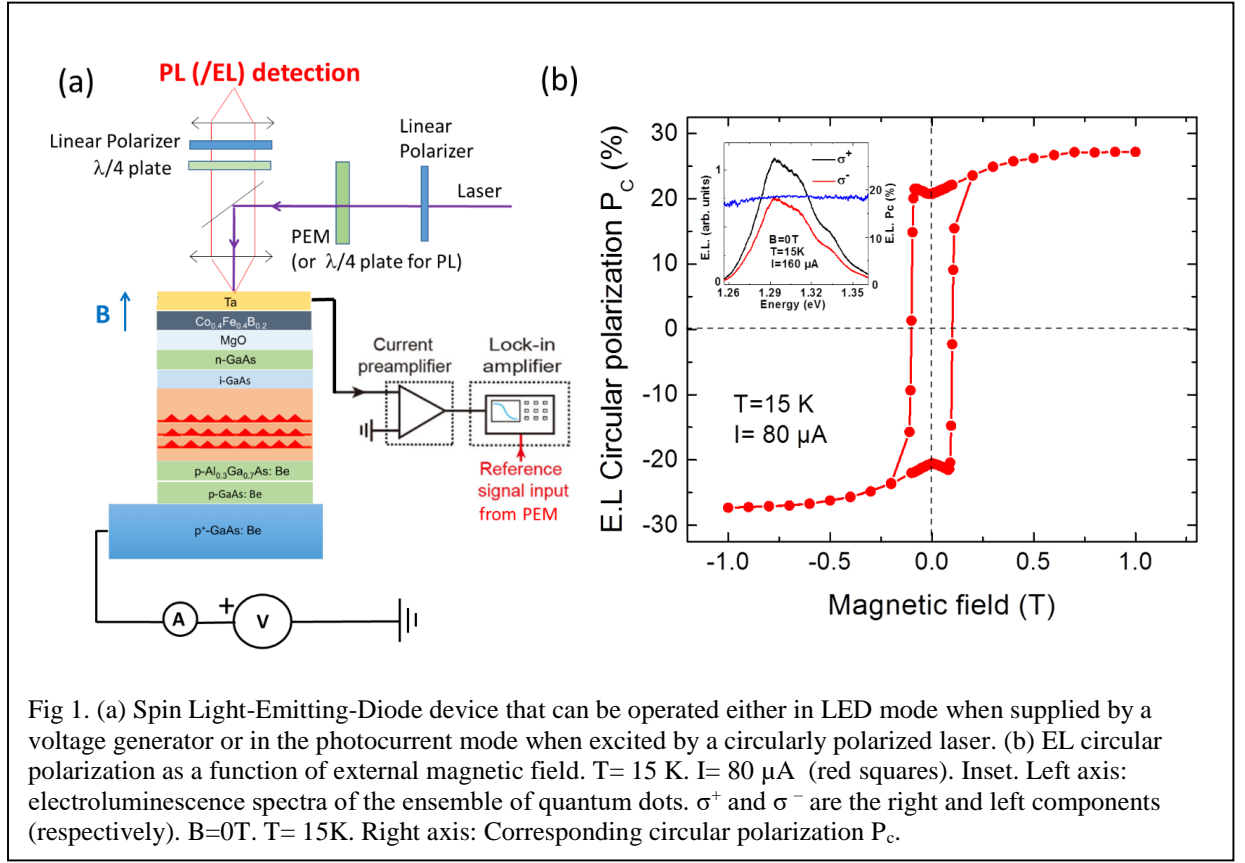 (a)
PL (/EL) detection
Linear Polarizer
λ/4 plate
Linear
Polarizer
Laser
PEM
(or λ/4 plate for PL)
B
Ta
Co0.4Fe0.4B0.2
MgO
n-GaAs
i-GaAs
p-Al0.3Ga0.7As: Be
p-GaAs: Be
p+-GaAs: Be
Current
preamplifier
Lock-in
amplifier
Reference
signal input
from PEM
A
+
V
(b)
E.L Circular polarization PC (%)
30
25
20
15
10
5
0
-5
-10
-15
-20
-25
-30
-1.0
-0.5
0.0
0.5
1.0
Magnetic field (T)
T=15 K
I= 80 µA
E.L. (arb. units)
1
0
σ+
σ-
B=0T
T=15K
I=160 µA
1.26
1.29
1.32
1.35
Energy (eV)
20
10
0
E.L. Pc (%)
Fig 1. (a) Spin Light-Emitting-Diode device that can be operated either in LED mode when supplied by a
voltage generator or in the photocurrent mode when excited by a circularly polarized laser. (b) EL circular
polarization as a function of external magnetic field. T= 15 K. I= 80 µA (red squares). Inset. Left axis:
electroluminescence spectra of the ensemble of quantum dots. σ+ and σ − are the right and left components
(respectively). B=0T. T= 15K. Right axis: Corresponding circular polarization Pc.